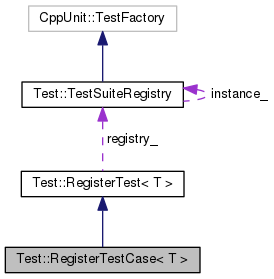 CppUnit::TestFactory
Test::TestSuiteRegistry
instance_
registry_
Test::RegisterTest< T >
Test::RegisterTestCase< T >